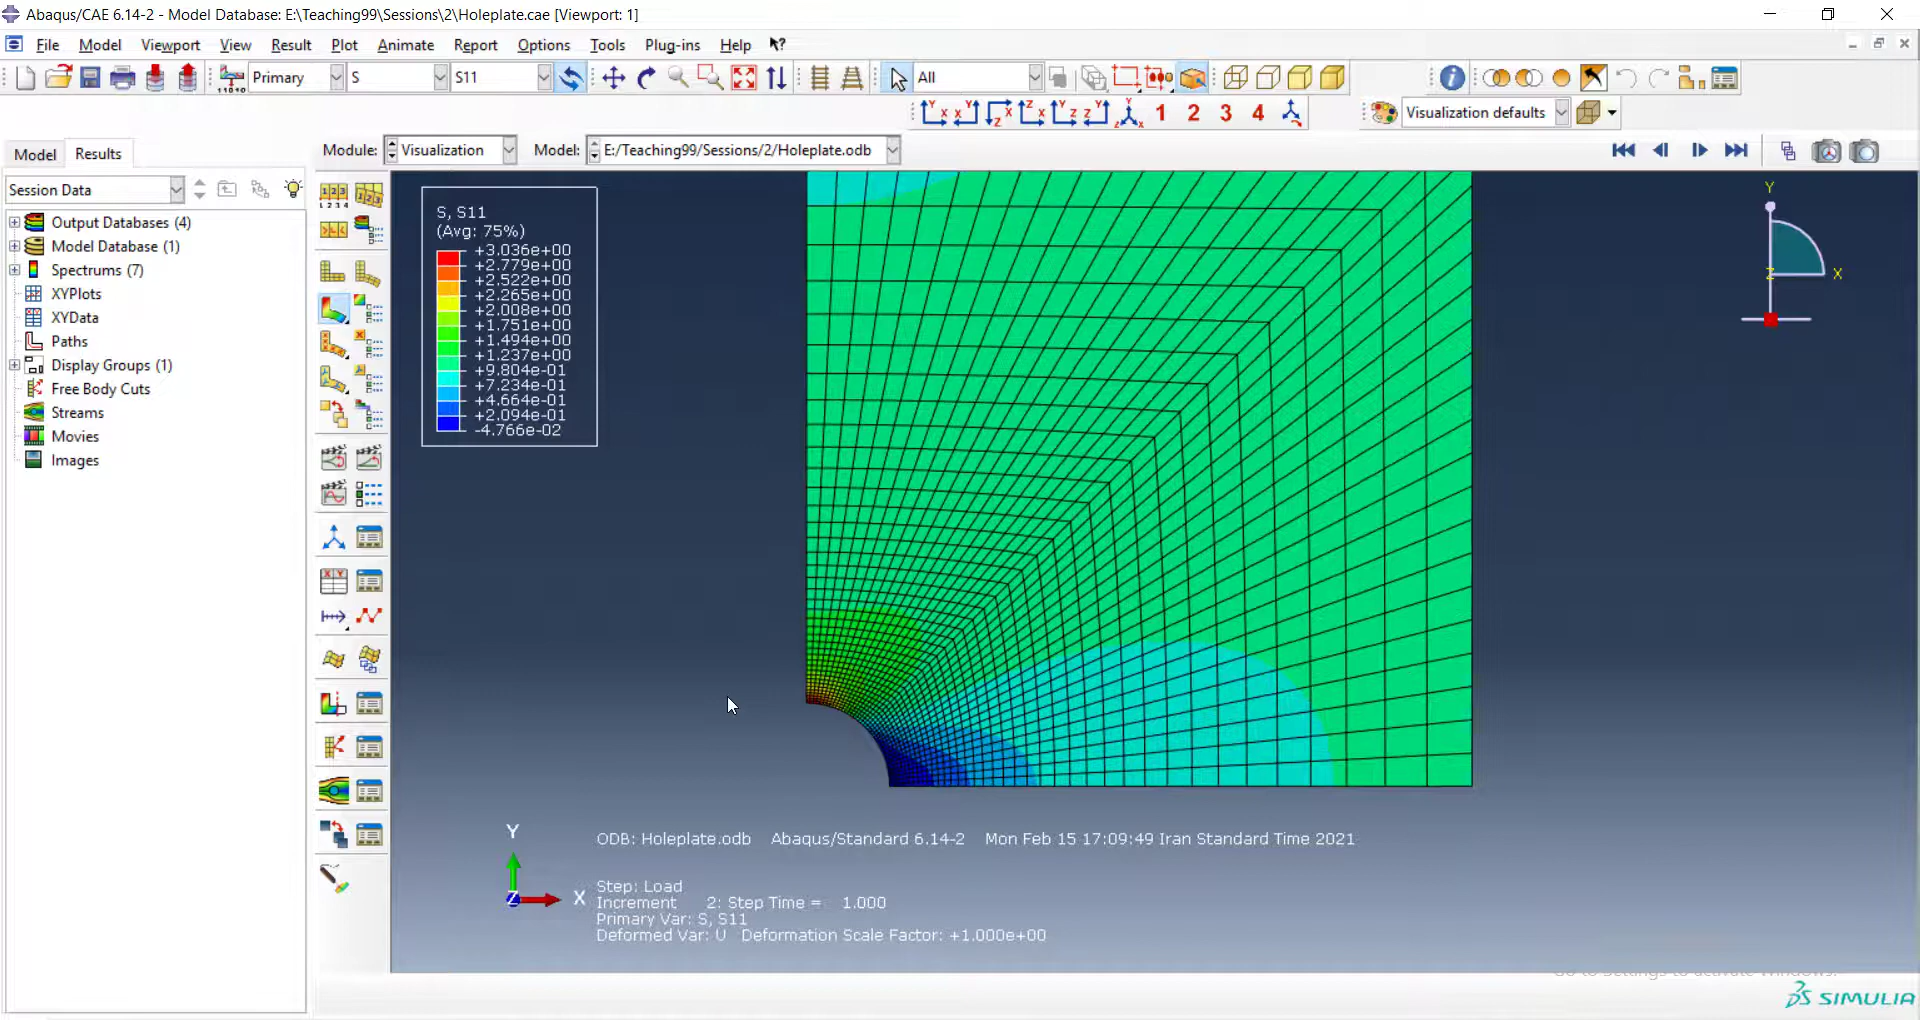 Abaqus/CAE 6.14-2 - Model Database: E:\Teaching99\Sessions\2\Holeplate.cae [Viewport: 1]
File Model Viewport View Result Plot Animate Report Options Tools Plug-ins Help
Primary S S11 All
1 2 3 4 Visualization defaults
Model Results Module: Visualization Model: E:/Teaching99/Sessions/2/Holeplate.odb
Session Data
Output Databases (4)
Model Database (1)
Spectrums (7)
XYPlots
XYData
Paths
Display Groups (1)
Free Body Cuts
Streams
Movies
Images
S, S11
(Avg: 75%)
+3.036e+00
+2.779e+00
+2.522e+00
+2.265e+00
+2.008e+00
+1.751e+00
+1.494e+00
+1.237e+00
+9.804e-01
+7.234e-01
+4.664e-01
+2.094e-01
-4.766e-02
Y
Z X
Y
Z X
ODB: Holeplate.odb Abaqus/Standard 6.14-2 Mon Feb 15 17:09:49 Iran Standard Time 2021
Step: Load
Increment 2: Step Time = 1.000
Primary Var: S, S11
Deformed Var: U Deformation Scale Factor: +1.000e+00
SIMULIA